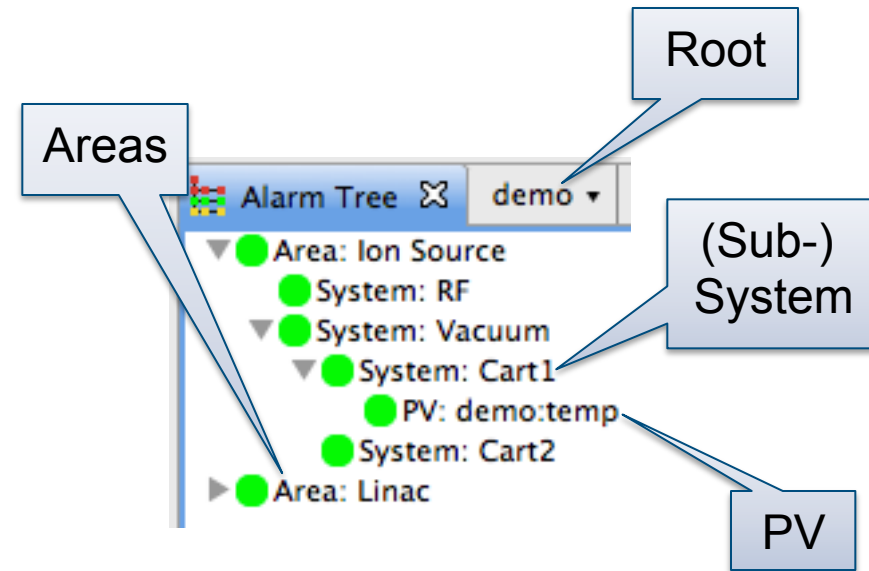 Root
Areas
Alarm Tree
demo
(Sub-)
System
Area: Ion Source
System: RF
System: Vacuum
System: Cart1
PV: demo:temp
System: Cart2
Area: Linac
PV